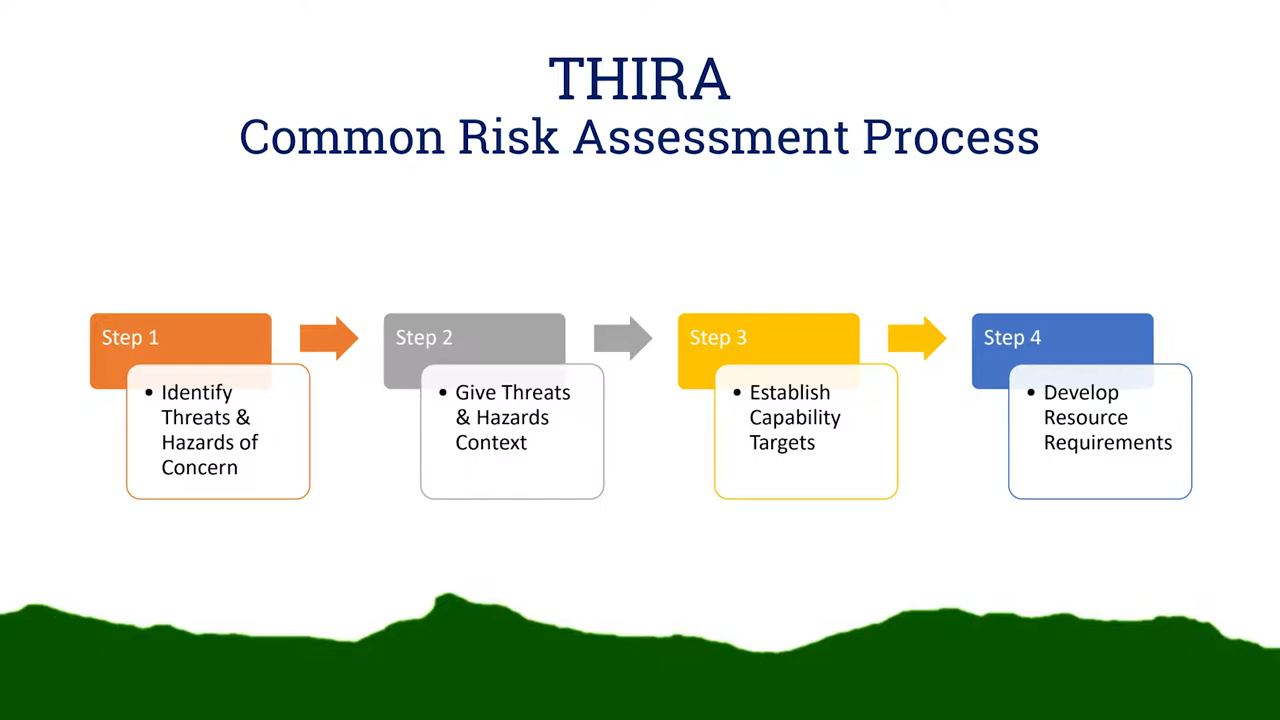 THIRA
Common Risk Assessment Process
Step 1
• Identify
Threats &
Hazards of
Concern
Step 2
• Give Threats
& Hazards
Context
Step 3
• Establish
Capability
Targets
Step 4
• Develop
Resource
Requirements